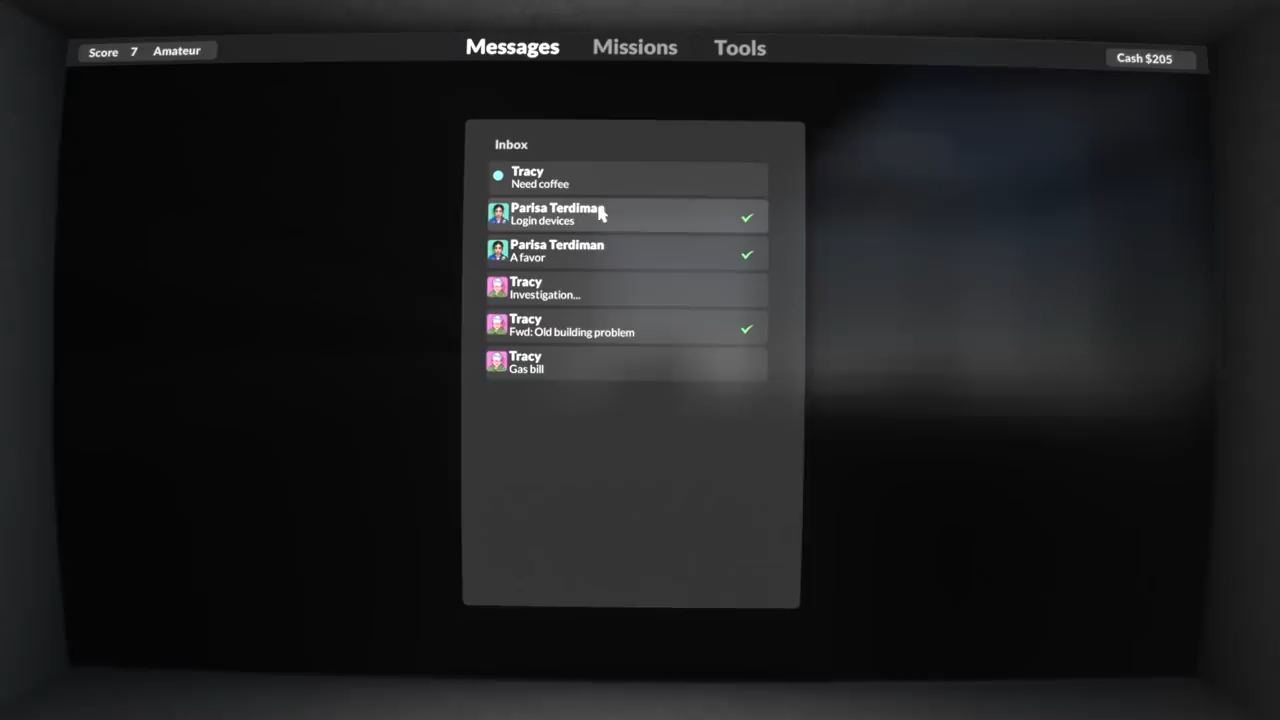 Score 7 Amateur
Messages Missions Tools
Cash $205
Inbox
Tracy
Need coffee
Parisa Terdiman
Login devices
Parisa Terdiman
A favor
Tracy
Investigation...
Tracy
Fwd: Old building problem
Tracy
Gas bill